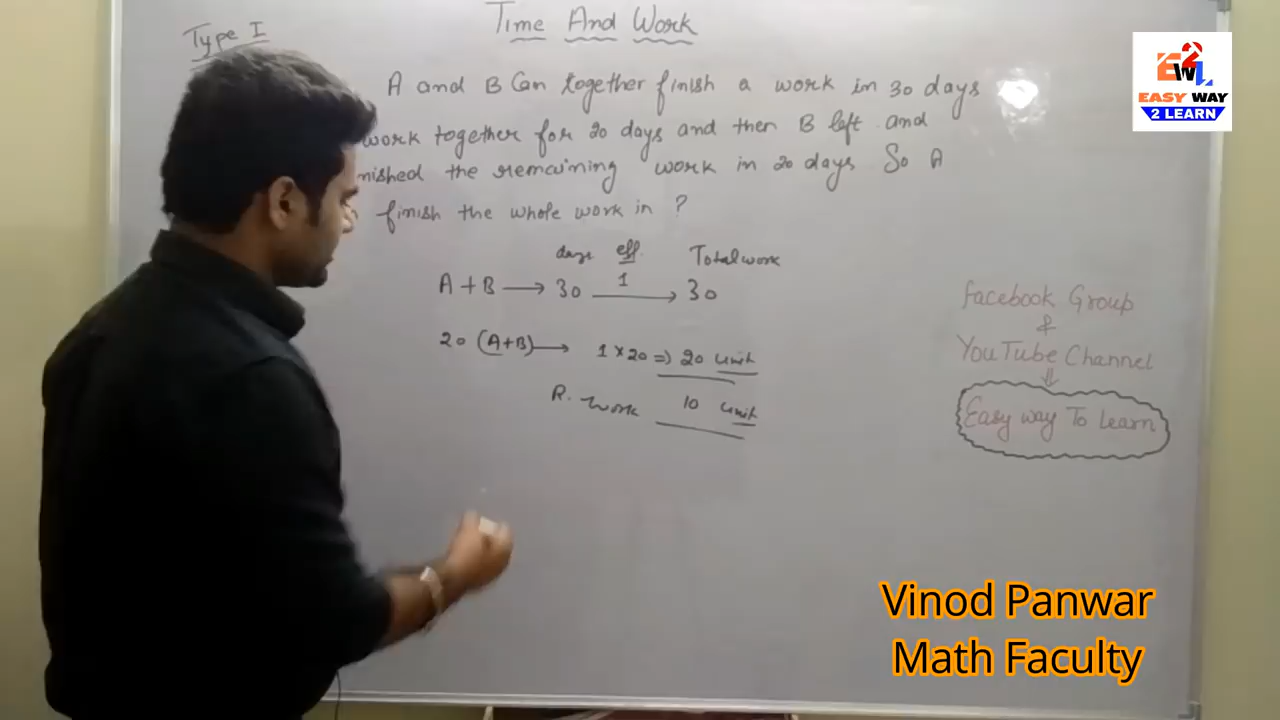 Type I
Time And Work
A and B Can together finish a work in 30 days
work together for 20 days and then B left and
nished the remaining work in 20 days So A
finish the whole work in ?
days eff. Total work
A+B → 30 1 → 30
20 (A+B) → 1 × 20 => 20 unit
R. work 10 unit
facebook Group
&
YouTube Channel
⇓
Easy way To Learn
E2WL
EASY WAY
2 LEARN
Vinod Panwar
Math Faculty